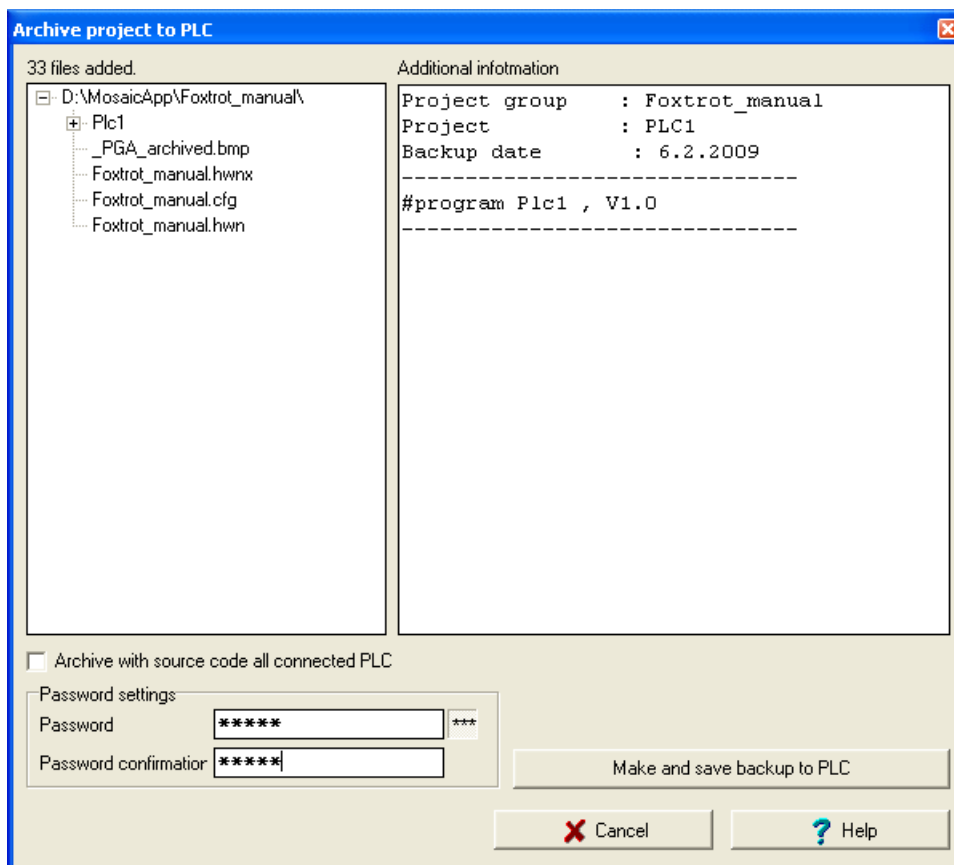 Archive project to PLC
33 files added.
D:\MosaicApp\Foxtrot_manual\
Plc1
_PGA_archived.bmp
Foxtrot_manual.hwnx
Foxtrot_manual.cfg
Foxtrot_manual.hwn
Additional infotmation
Project group : Foxtrot_manual
Project : PLC1
Backup date : 6.2.2009
-------------------------------
#program Plc1 , V1.0
-------------------------------
Archive with source code all connected PLC
Password settings
Password ***** ***
Password confirmation *****
Make and save backup to PLC
Cancel
? Help